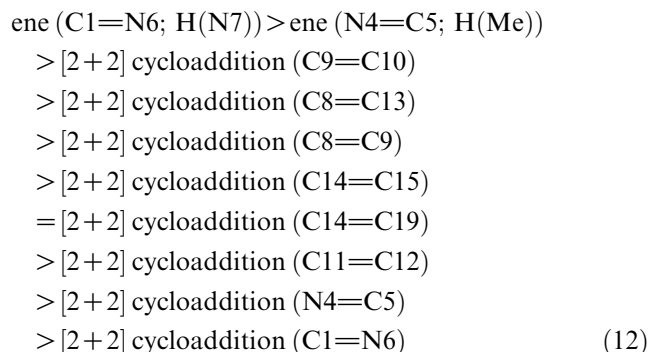 ene (C1═N6; H(N7)) > ene (N4═C5; H(Me))
> [2+2] cycloaddition (C9═C10)
> [2+2] cycloaddition (C8═C13)
> [2+2] cycloaddition (C8═C9)
> [2+2] cycloaddition (C14═C15)
= [2+2] cycloaddition (C14═C19)
> [2+2] cycloaddition (C11═C12)
> [2+2] cycloaddition (N4═C5)
> [2+2] cycloaddition (C1═N6) (12)